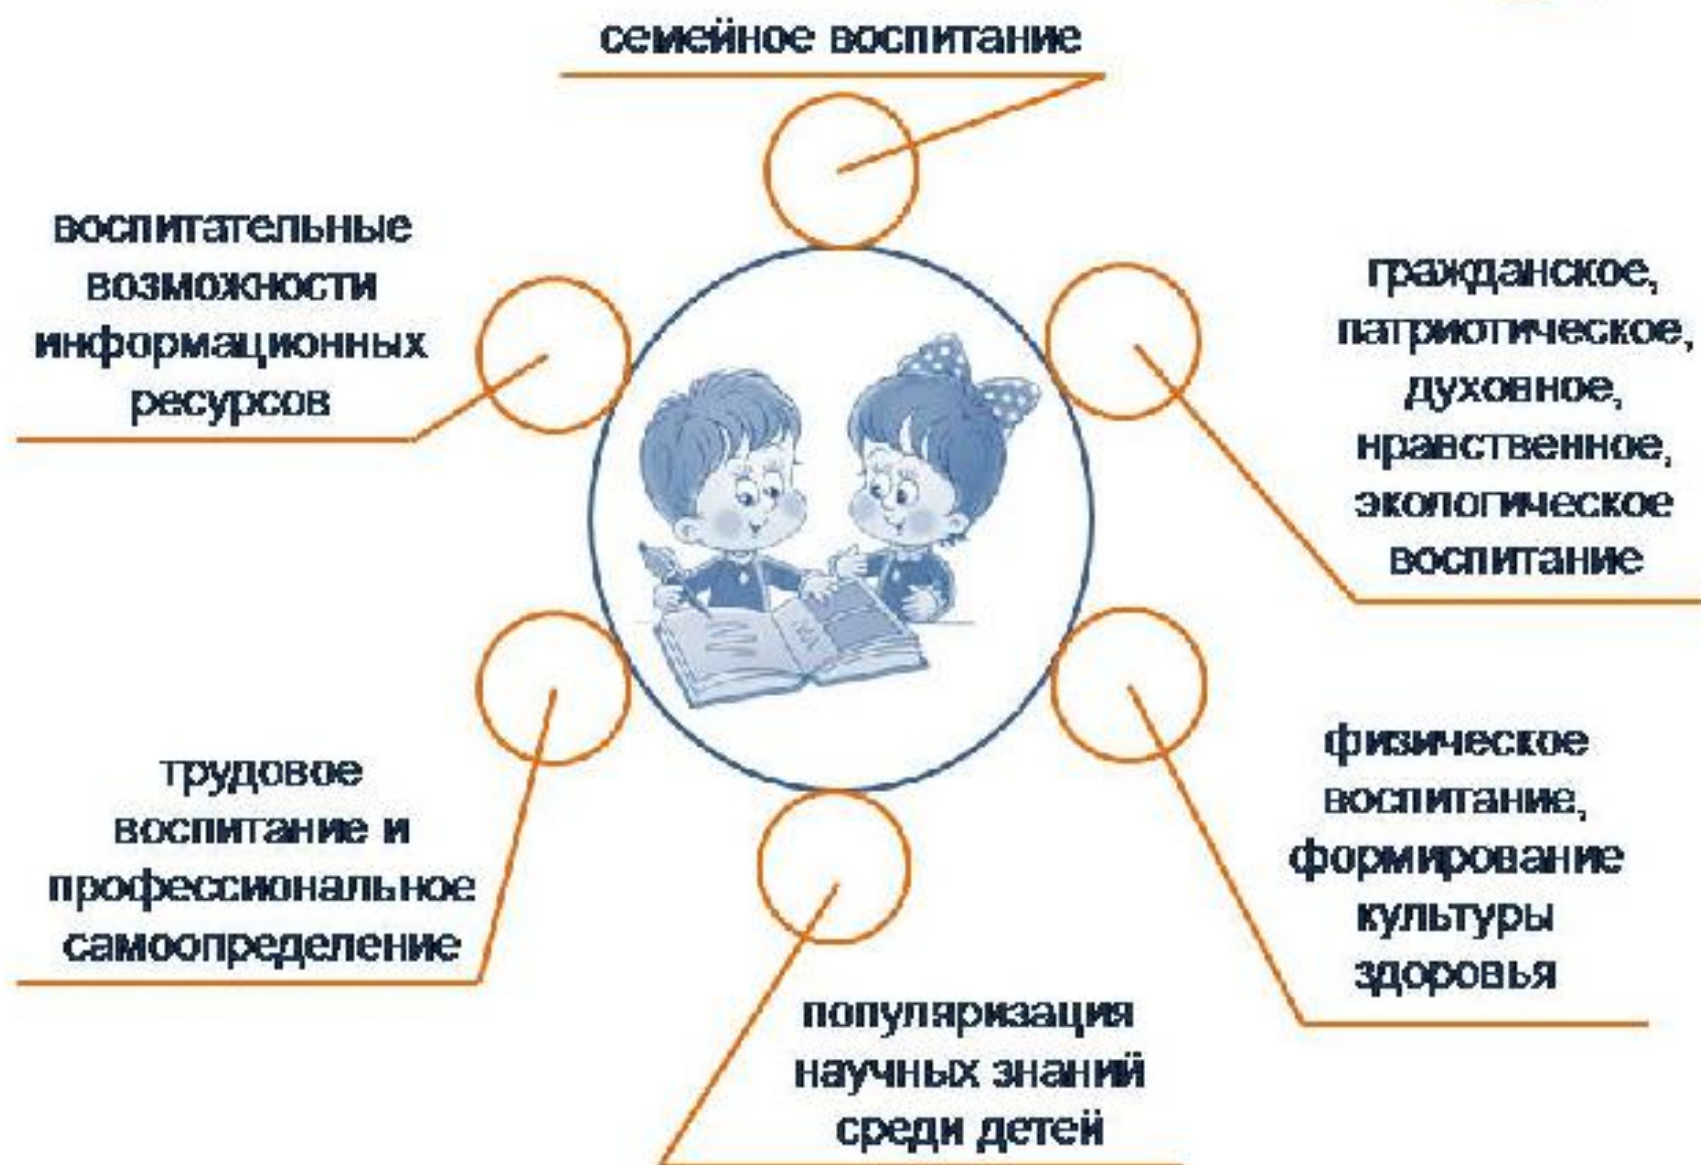 семейное воспитание
воспитательные
возможности
информационных
ресурсов
гражданское,
патриотическое,
духовное,
нравственное,
экологическое
воспитание
трудовое
воспитание и
профессиональное
самоопределение
физическое
воспитание,
формирование
культуры
здоровья
популяризация
научных знаний
среди детей